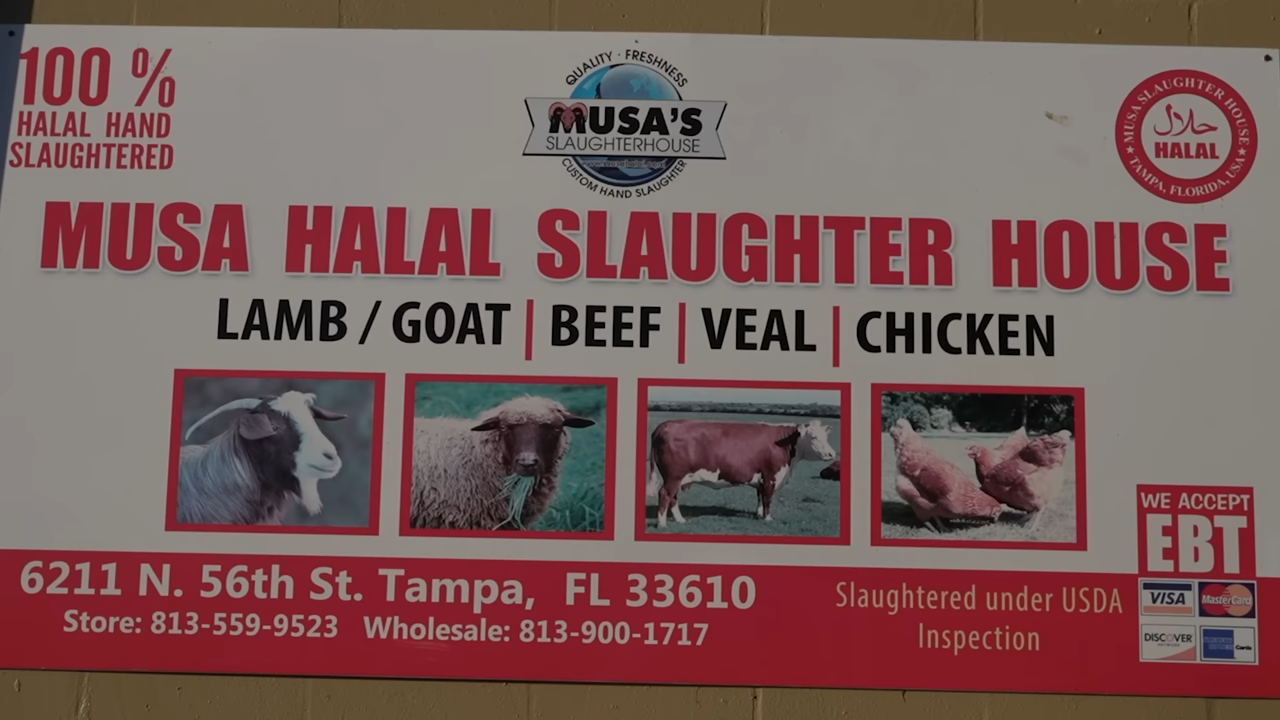 100 %
HALAL HAND
SLAUGHTERED
QUALITY · FRESHNESS
MUSA'S
SLAUGHTERHOUSE
CUSTOM HAND SLAUGHTER
MUSA SLAUGHTER HOUSE
حلال
HALAL
★ TAMPA, FLORIDA, USA ★
MUSA HALAL SLAUGHTER HOUSE
LAMB / GOAT | BEEF | VEAL | CHICKEN
WE ACCEPT
EBT
6211 N. 56th St. Tampa, FL 33610
Store: 813-559-9523 Wholesale: 813-900-1717
Slaughtered under USDA
Inspection
VISA
MasterCard
DISCOVER
NETWORK
Cards